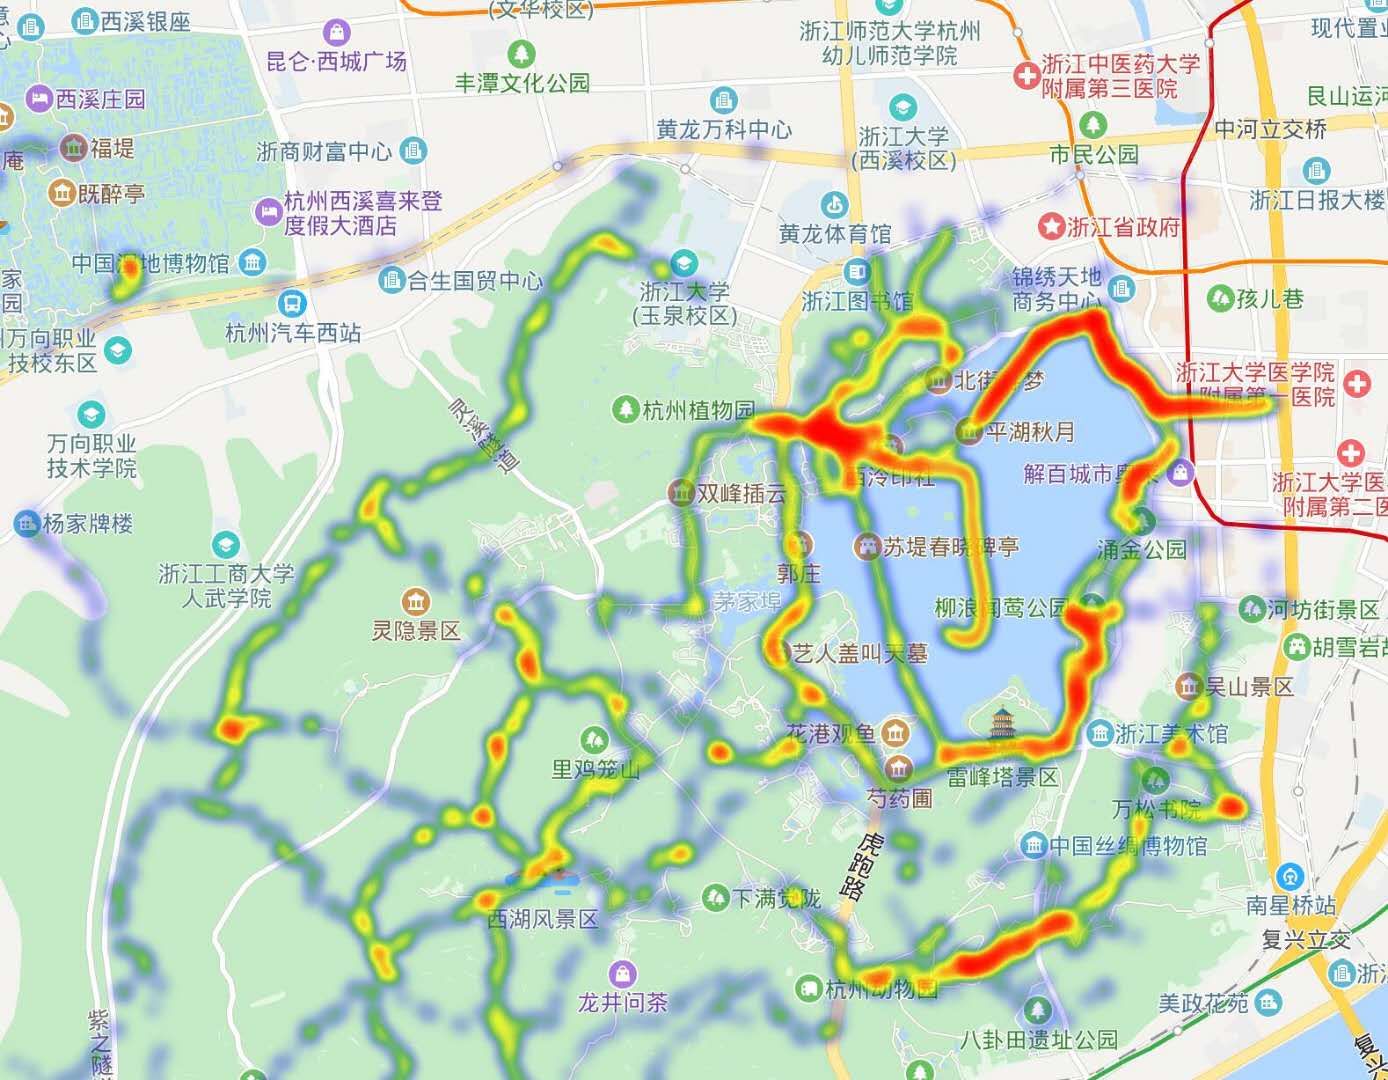 (文华校区)
西溪银座
昆仑·西城广场
丰潭文化公园
浙江师范大学杭州
幼儿师范学院
浙江中医药大学
附属第三医院
现代置业
西溪庄园
黄龙万科中心
浙江大学
(西溪校区)
艮山运河
中河立交桥
市民公园
庵
福堤
浙商财富中心
既醉亭
杭州西溪喜来登
度假大酒店
浙江日报大楼
黄龙体育馆
浙江省政府
中国湿地博物馆
合生国贸中心
浙江大学
(玉泉校区)
浙江图书馆
锦绣天地
商务中心
孩儿巷
家
园
杭州汽车西站
万向职业
技校东区
浙江大学医学院
附属第一医院
北街寻梦
杭州植物园
灵溪隧道
平湖秋月
万向职业
技术学院
西泠印社
解百城市奥莱
浙江大学医
附属第二医
双峰插云
杨家牌楼
苏堤春晓碑亭
涌金公园
浙江工商大学
人武学院
郭庄
茅家埠
柳浪闻莺公园
河坊街景区
灵隐景区
艺人盖叫天墓
胡雪岩故
吴山景区
花港观鱼
浙江美术馆
里鸡笼山
雷峰塔景区
芍药圃
万松书院
虎跑路
中国丝绸博物馆
下满觉陇
南星桥站
西湖风景区
复兴立交
浙江
龙井问茶
杭州动物园
美政花苑
紫之隧道
八卦田遗址公园
复兴